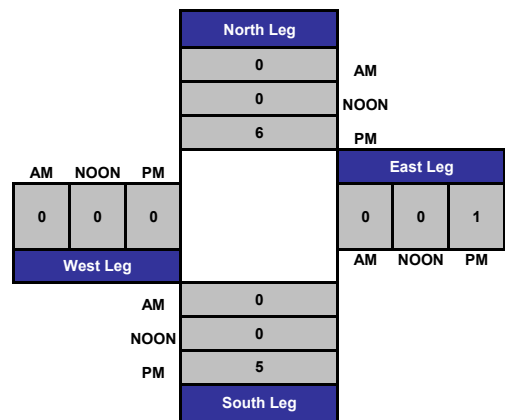 North Leg
0 AM
0 NOON
6 PM
AM NOON PM
East Leg
0 0 0
0 0 1
West Leg
AM NOON PM
AM 0
NOON 0
PM 5
South Leg